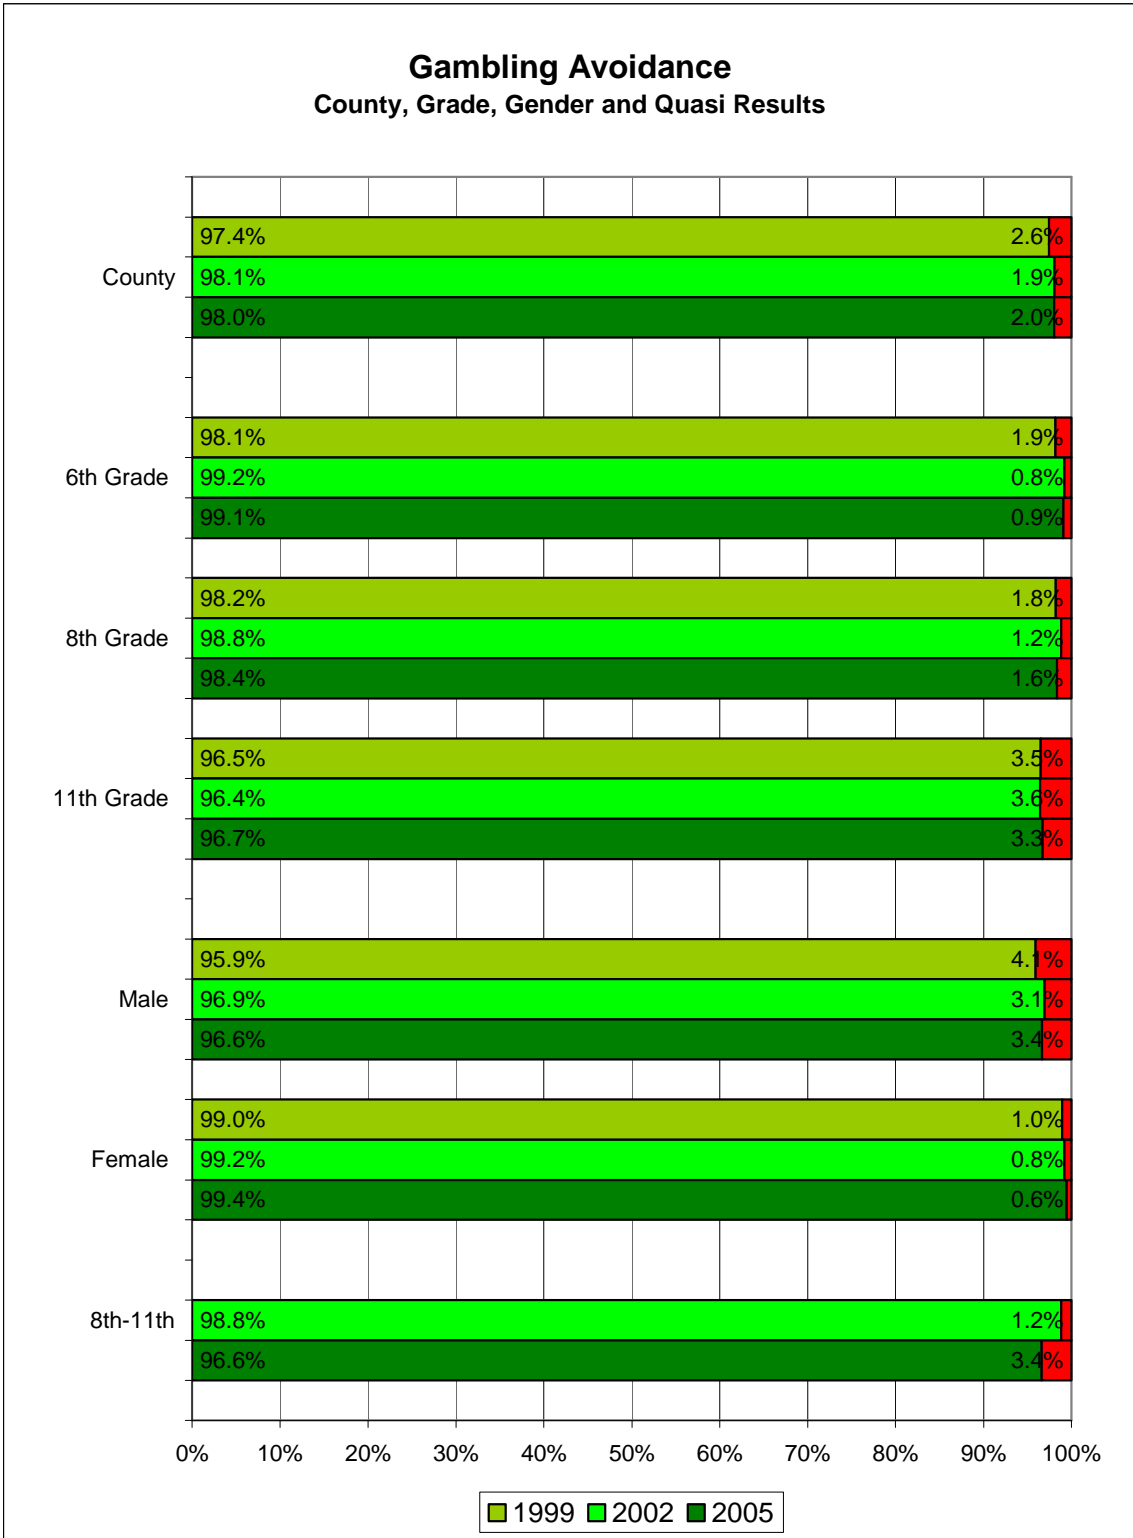 Gambling Avoidance
County, Grade, Gender and Quasi Results
97.4% 2.6%
County 98.1% 1.9%
98.0% 2.0%
98.1% 1.9%
6th Grade 99.2% 0.8%
99.1% 0.9%
98.2% 1.8%
8th Grade 98.8% 1.2%
98.4% 1.6%
96.5% 3.5%
11th Grade 96.4% 3.6%
96.7% 3.3%
95.9% 4.1%
Male 96.9% 3.1%
96.6% 3.4%
99.0% 1.0%
Female 99.2% 0.8%
99.4% 0.6%
8th-11th 98.8% 1.2%
96.6% 3.4%
0% 10% 20% 30% 40% 50% 60% 70% 80% 90% 100%
1999 2002 2005